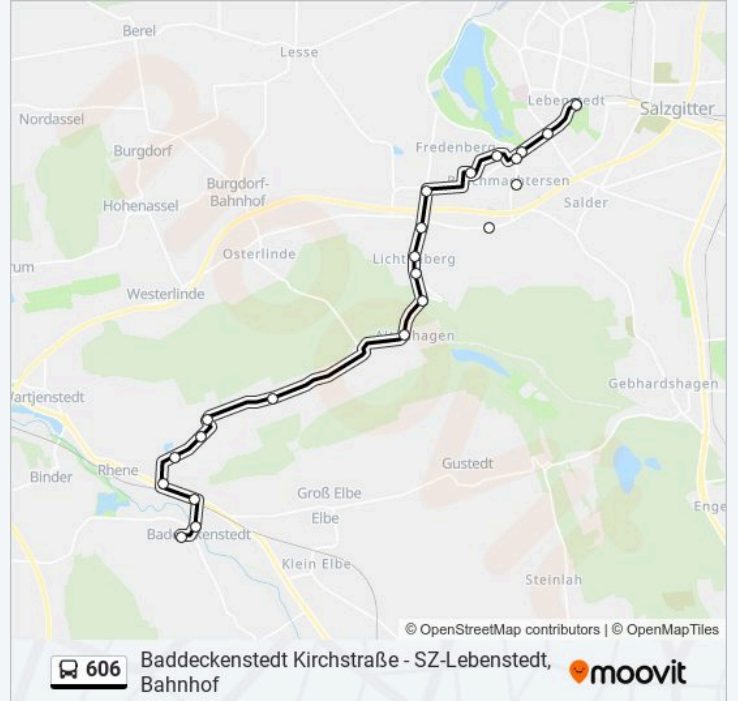 Berel
Lesse
Lebenstedt
Salzgitter
Nordassel
Burgdorf
Fredenberg
Burgdorf-
Bahnhof
Hohenassel
Salder
Osterlinde
Westerlinde
Gebhardshagen
Rhene
Binder
Gustedt
Groß Elbe
Elbe
Klein Elbe
Steinlah
© OpenStreetMap contributors | © OpenMapTiles
606
Baddeckenstedt Kirchstraße - SZ-Lebenstedt,
Bahnhof
moovit